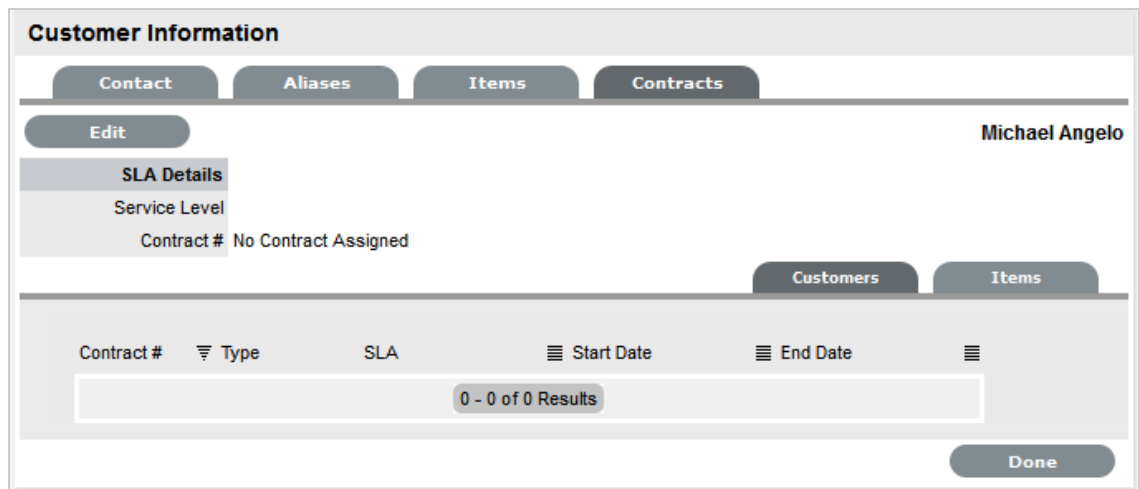 Customer Information
Contact Aliases Items Contracts
Edit Michael Angelo
SLA Details
Service Level
Contract # No Contract Assigned
Customers Items
Contract # Type SLA Start Date End Date
0 - 0 of 0 Results
Done